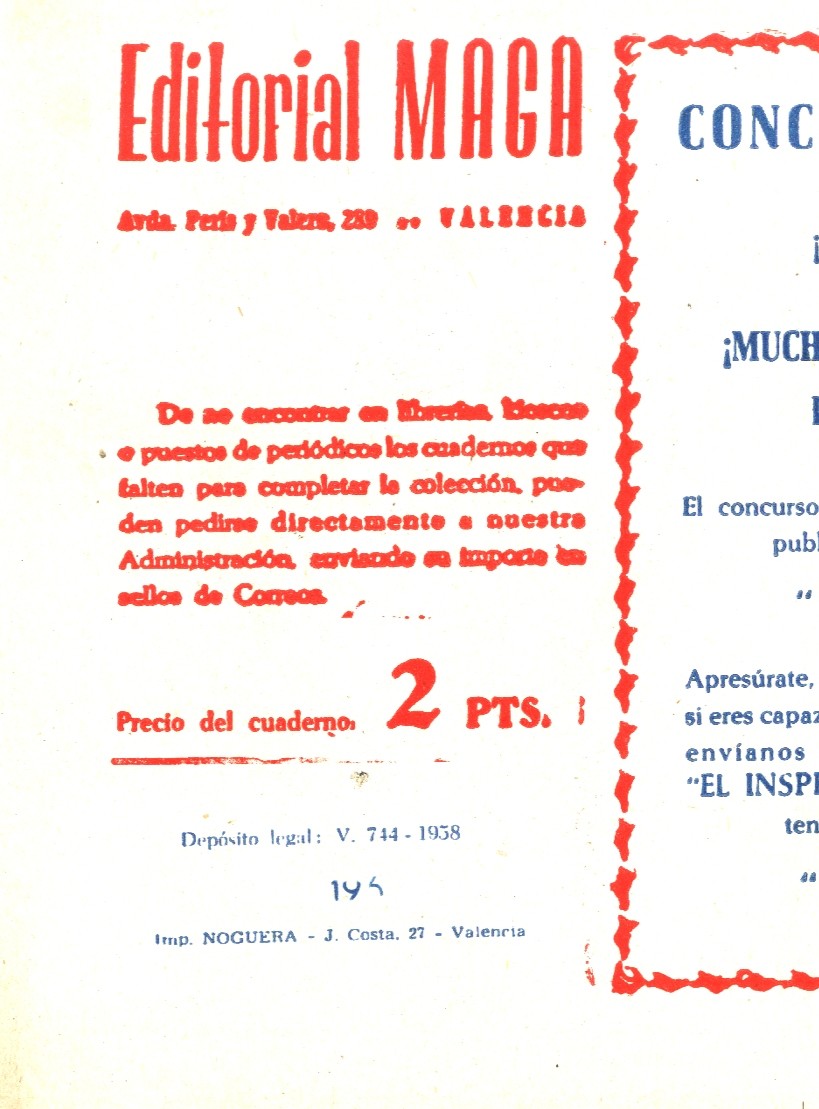 Editorial MAGA
Avda. Peris y Valero, 289 -- VALENCIA
De no encontrar en librerías, kioscos
o puestos de periódicos los cuadernos que
falten para completar la colección, pue-
den pedirse directamente a nuestra
Administración, enviando su importe en
sellos de Correos.
Precio del cuaderno: 2 PTS.
Depósito legal: V. 744 - 1958
Imp. NOGUERA - J. Costa, 27 - Valencia
CONC
¡
¡MUCH
El concurso
publ
"
Apresúrate,
si eres capaz
envíanos
"EL INSP
ten
"